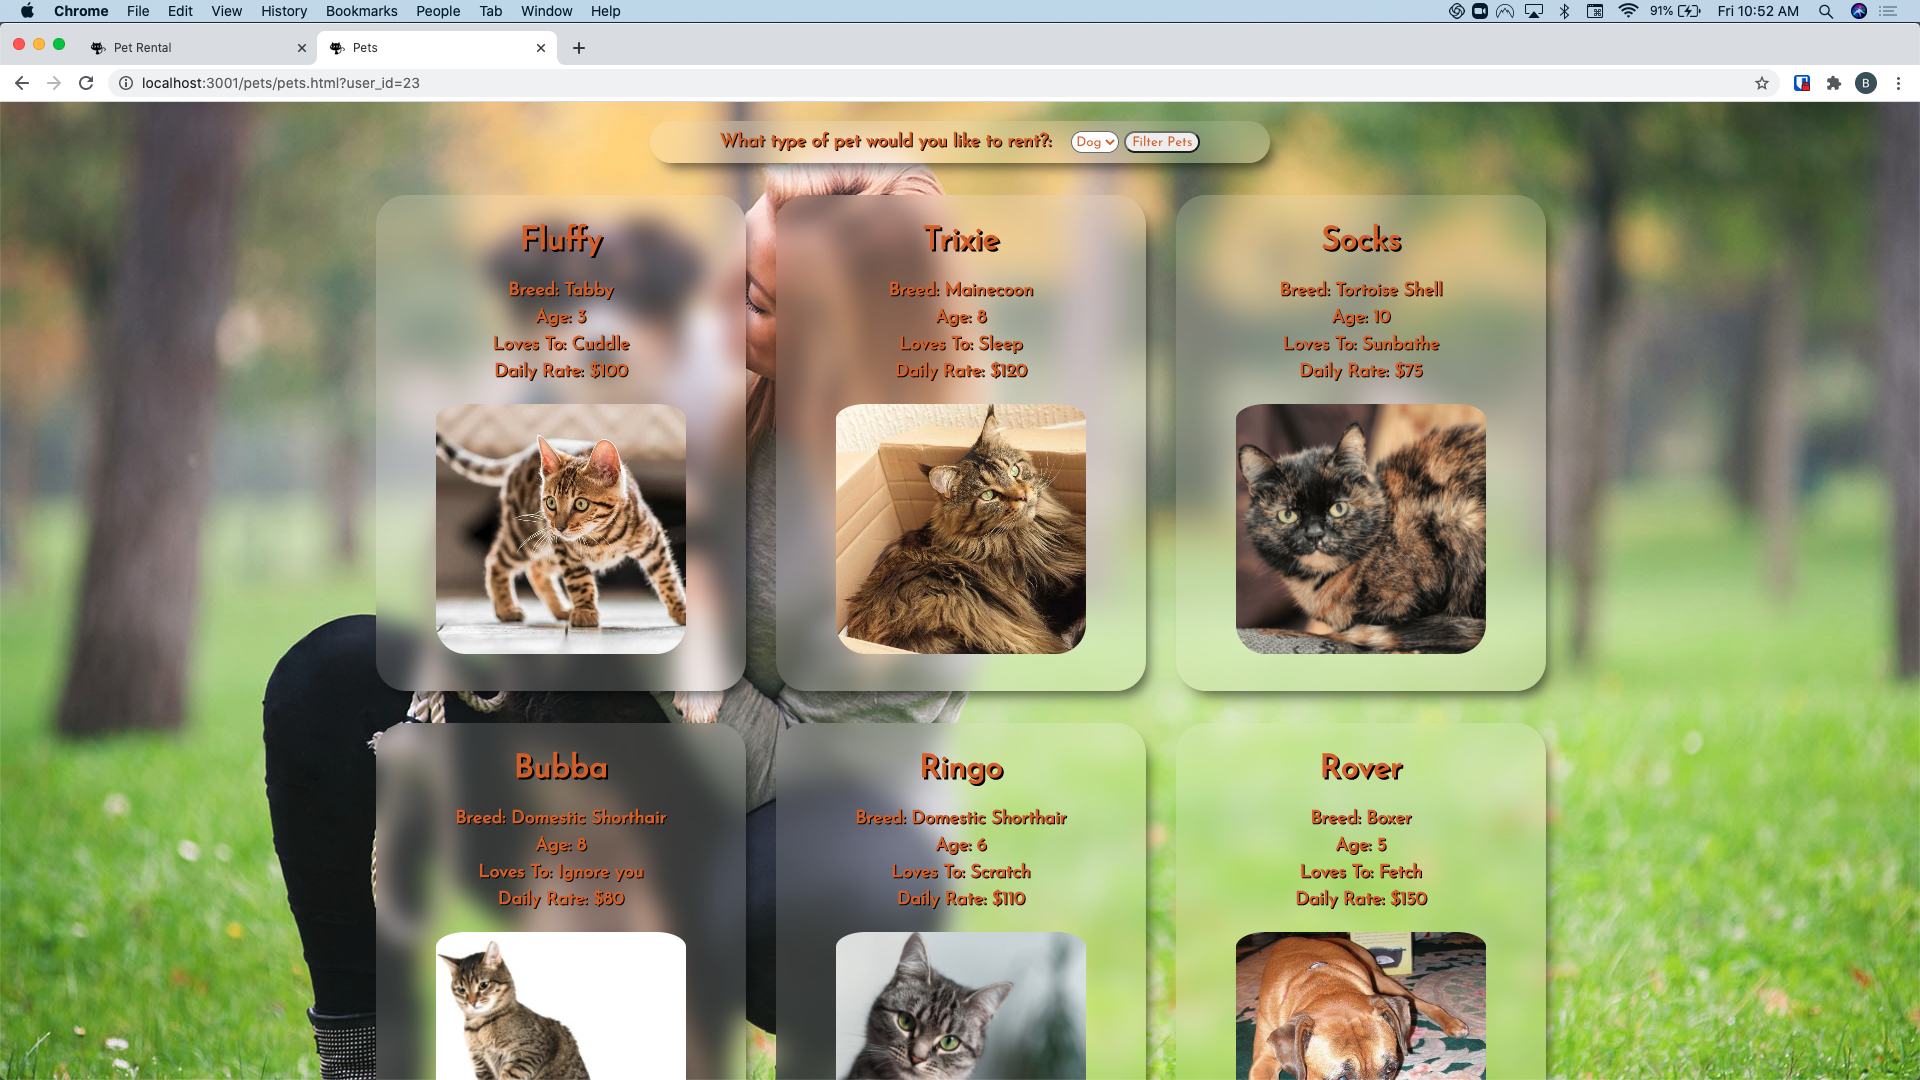 Chrome File Edit View History Bookmarks People Tab Window Help 91% Fri 10:52 AM
Pet Rental Pets
localhost:3001/pets/pets.html?user_id=23 B
What type of pet would you like to rent?: Dog Filter Pets
Fluffy
Breed: Tabby
Age: 3
Loves To: Cuddle
Daily Rate: $100
Trixie
Breed: Mainecoon
Age: 8
Loves To: Sleep
Daily Rate: $120
Socks
Breed: Tortoise Shell
Age: 10
Loves To: Sunbathe
Daily Rate: $75
Bubba
Breed: Domestic Shorthair
Age: 8
Loves To: Ignore you
Daily Rate: $80
Ringo
Breed: Domestic Shorthair
Age: 6
Loves To: Scratch
Daily Rate: $110
Rover
Breed: Boxer
Age: 5
Loves To: Fetch
Daily Rate: $150